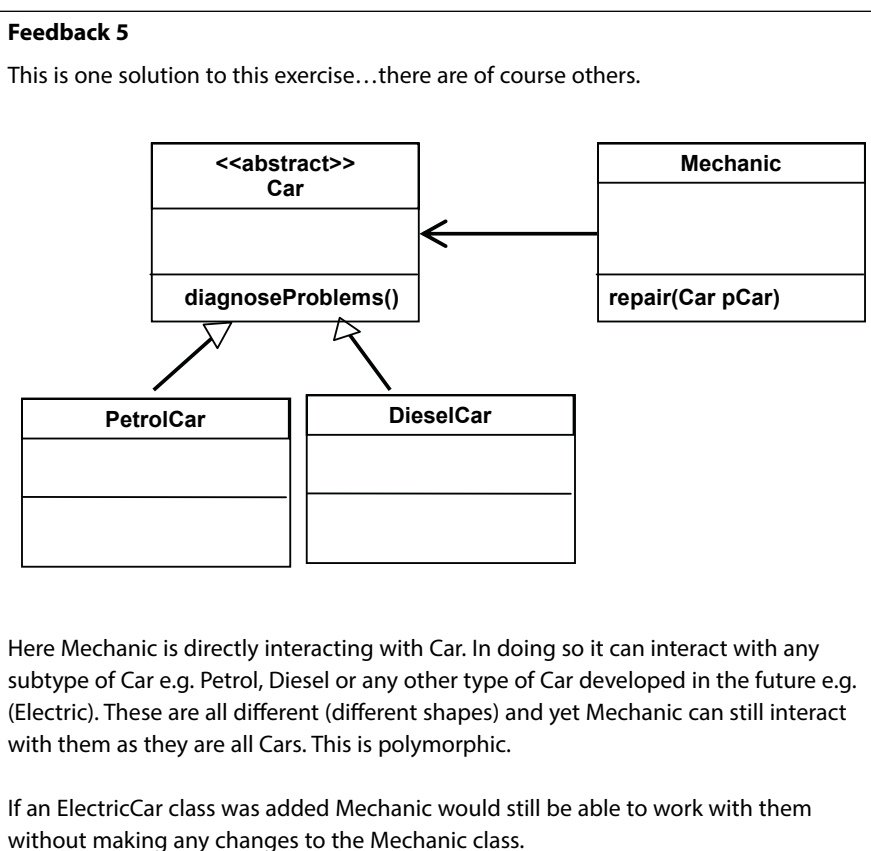 Feedback 5
This is one solution to this exercise…there are of course others.
<<abstract>>
Car
diagnoseProblems()
Mechanic
repair(Car pCar)
PetrolCar
DieselCar
Here Mechanic is directly interacting with Car. In doing so it can interact with any
subtype of Car e.g. Petrol, Diesel or any other type of Car developed in the future e.g.
(Electric). These are all different (different shapes) and yet Mechanic can still interact
with them as they are all Cars. This is polymorphic.
If an ElectricCar class was added Mechanic would still be able to work with them
without making any changes to the Mechanic class.